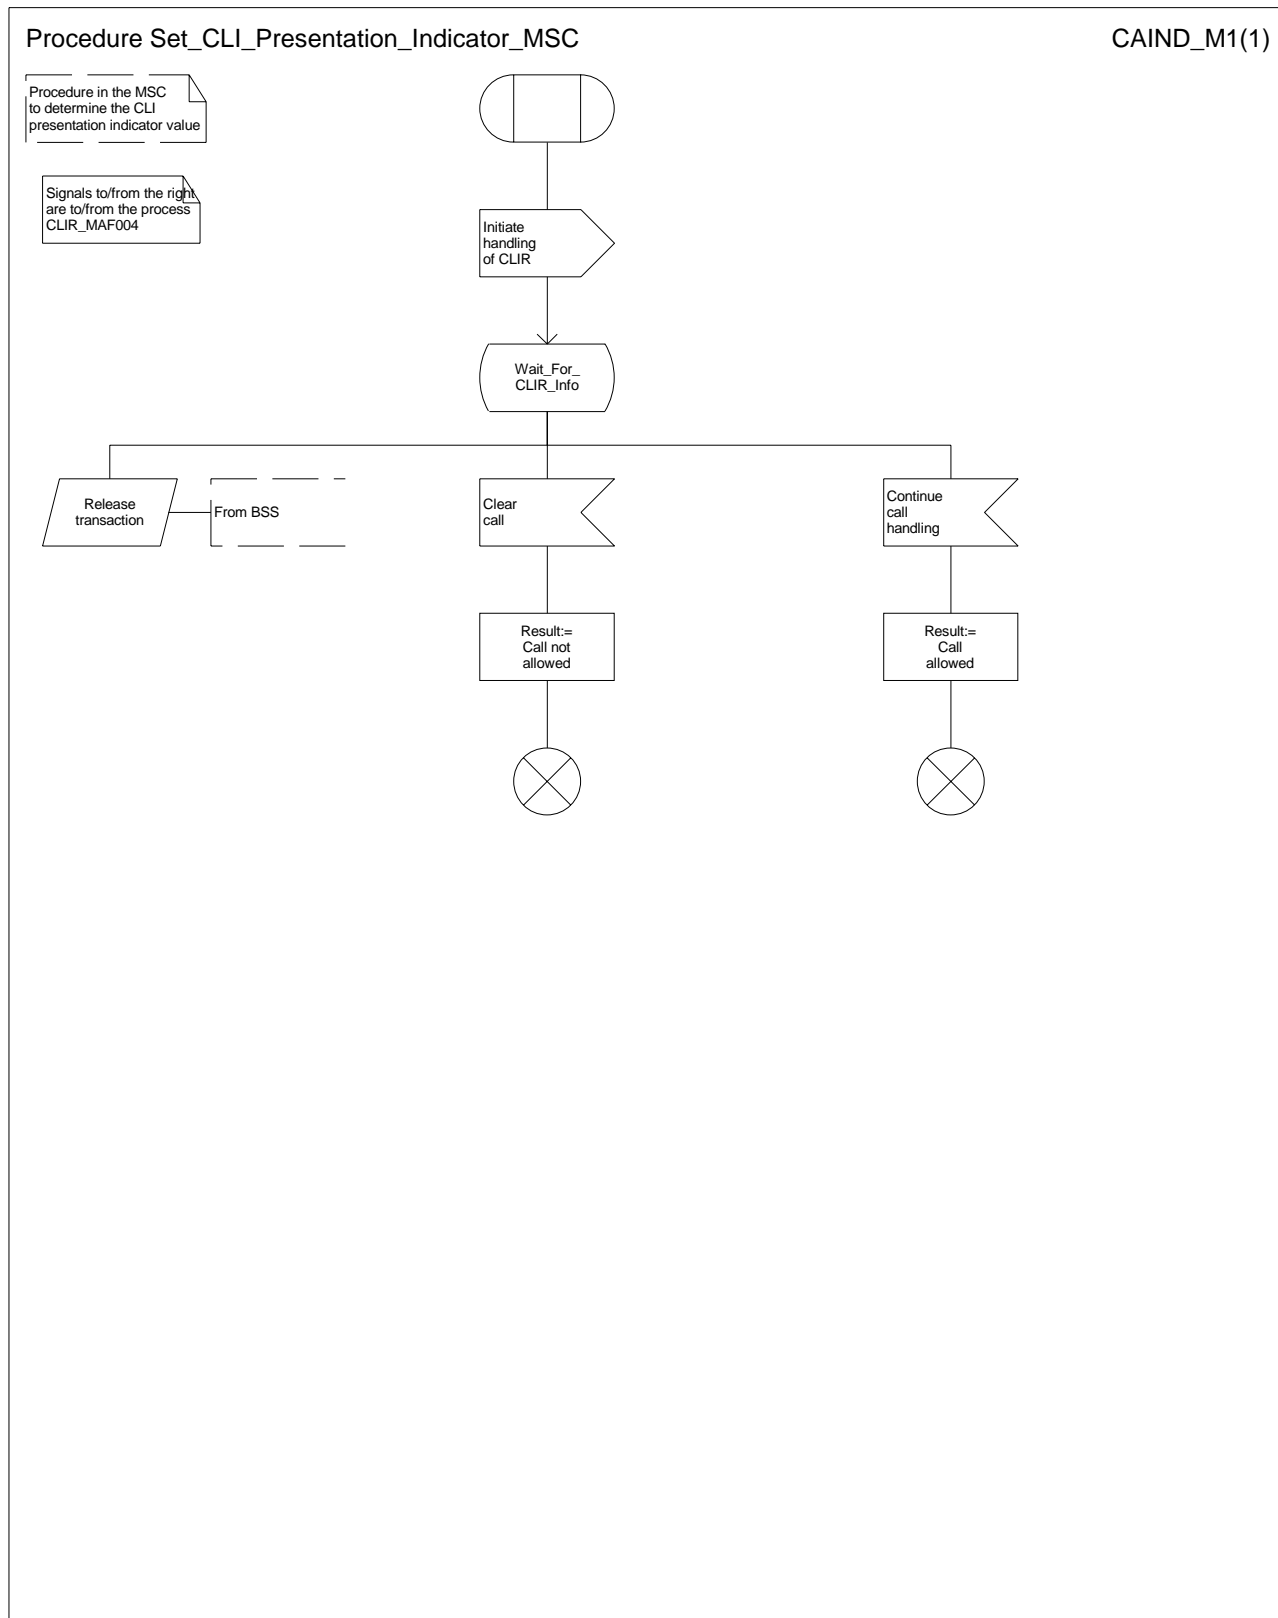 Procedure Set_CLI_Presentation_Indicator_MSC
CAIND_M1(1)
Procedure in the MSC
to determine the CLI
presentation indicator value
Signals to/from the right
are to/from the process
CLIR_MAF004
Initiate
handling
of CLIR
Wait_For_
CLIR_Info
Release
transaction
From BSS
Clear
call
Continue
call
handling
Result:=
Call not
allowed
Result:=
Call
allowed